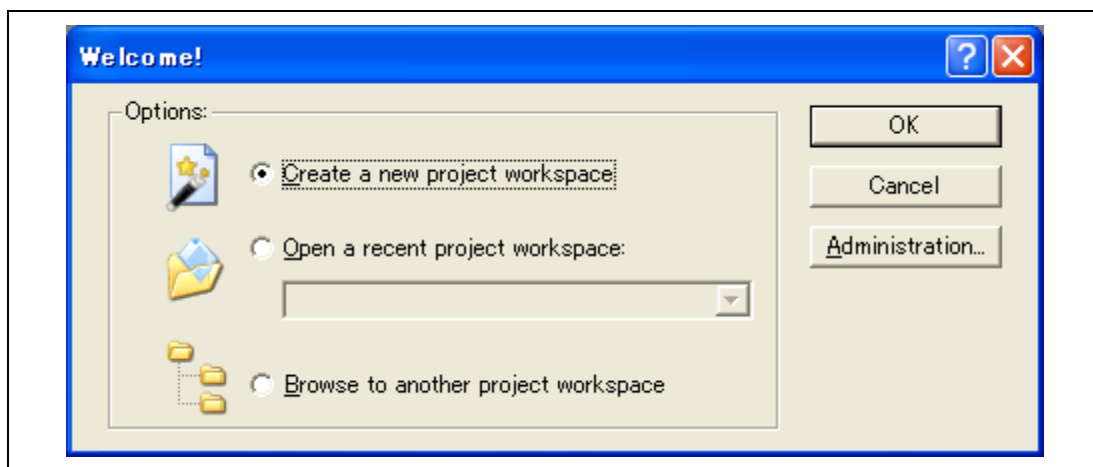 Welcome!
Options:
Create a new project workspace
Open a recent project workspace:
Browse to another project workspace
OK
Cancel
Administration...